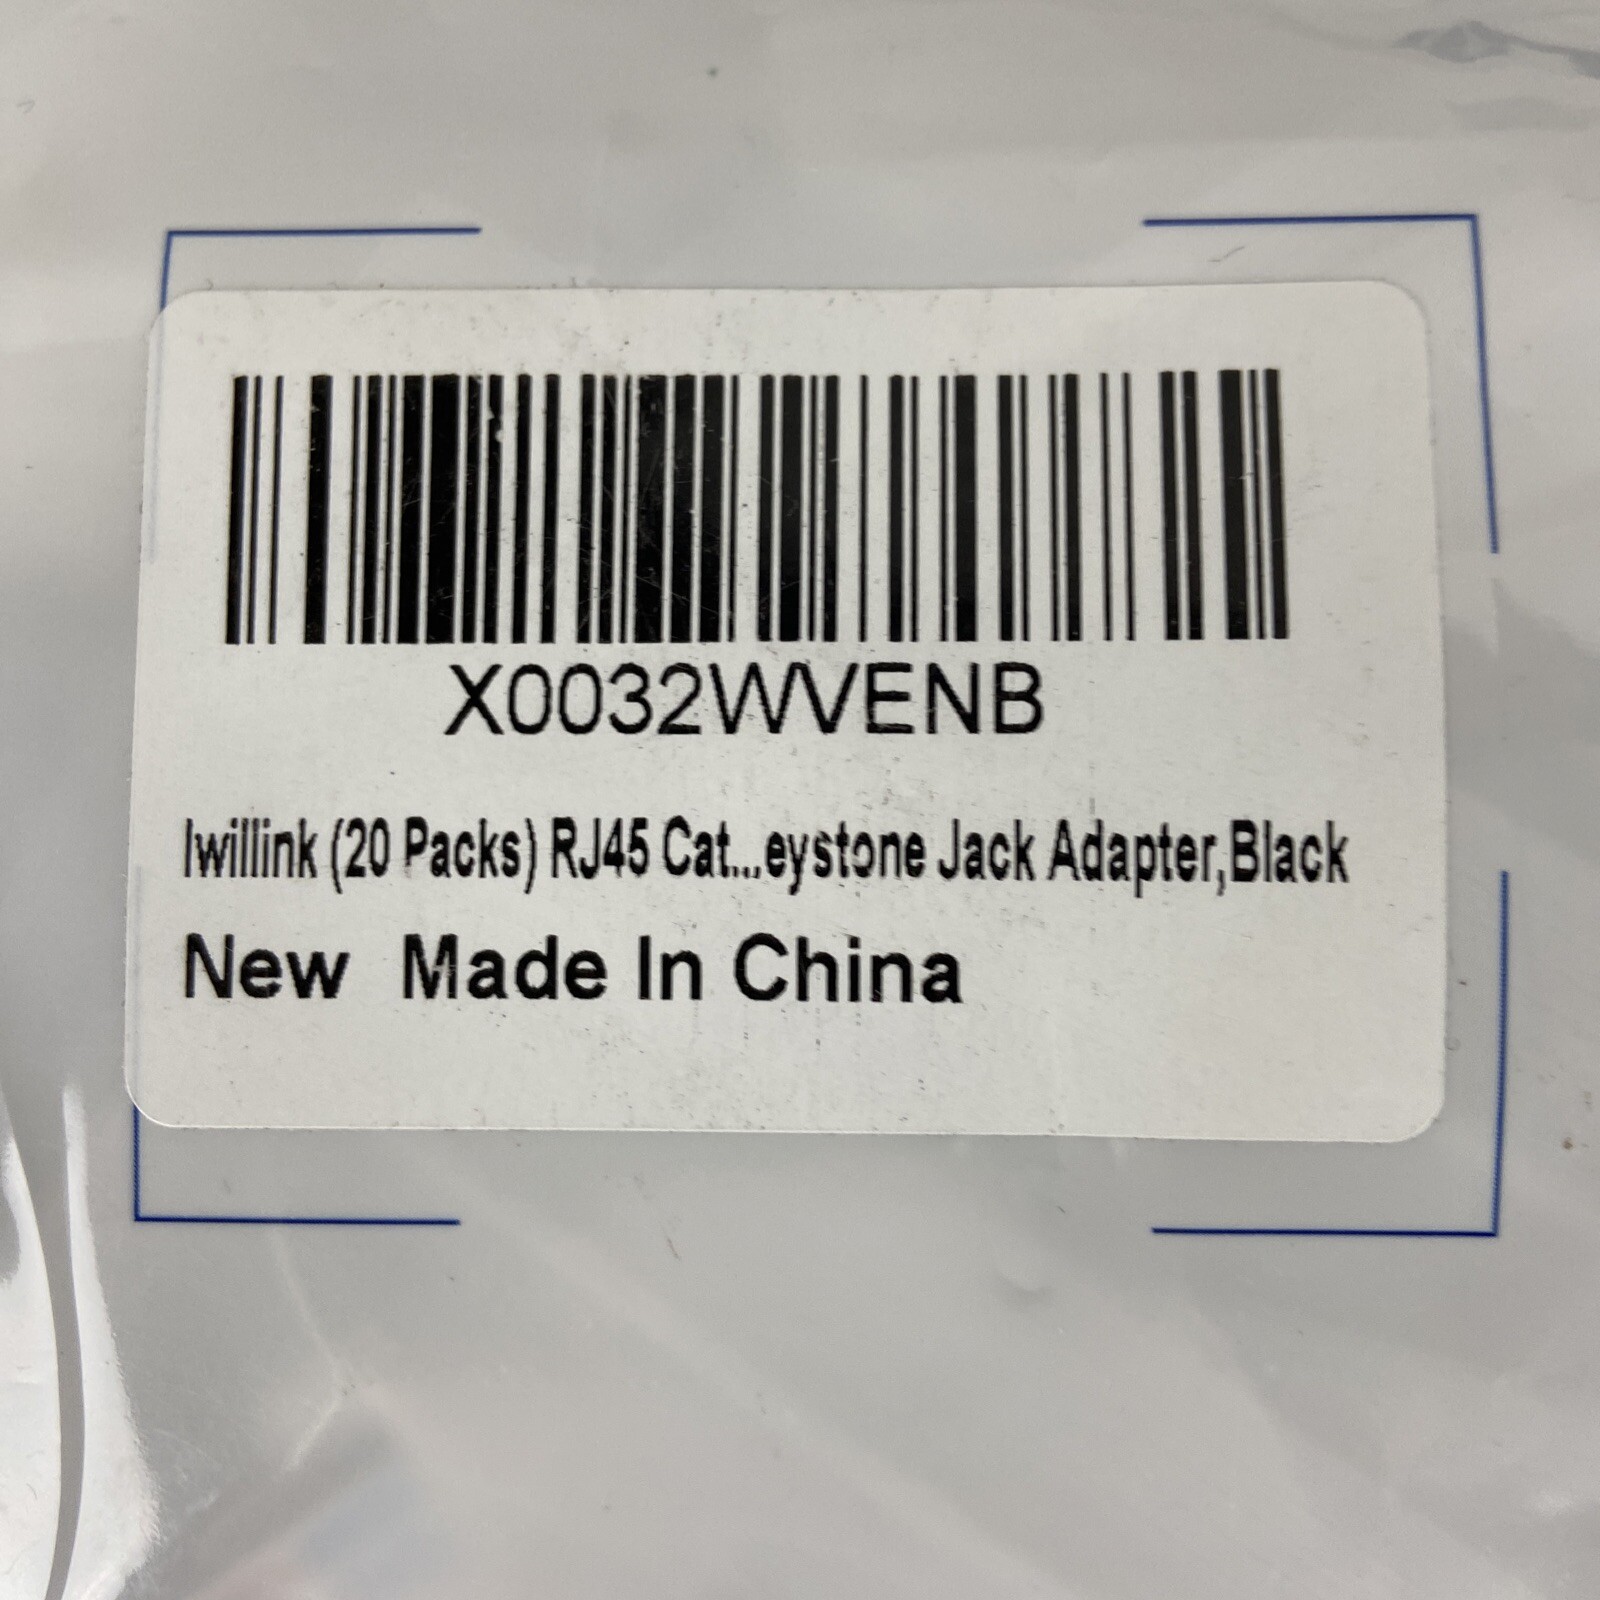 X0032WVENB
Iwillink (20 Packs) RJ45 Cat...eystone Jack Adapter,Black
New  Made In China